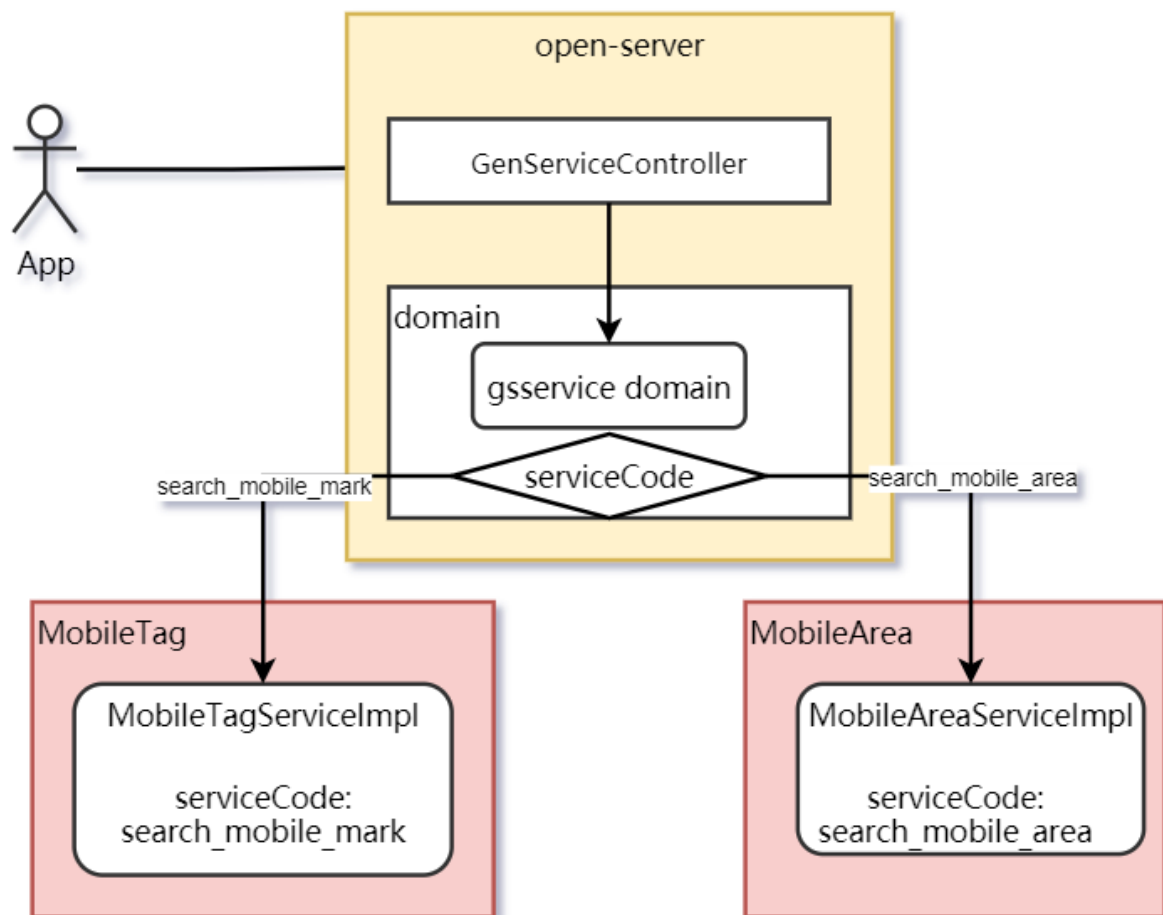 open-server
GenServiceController
App
domain
gsservice domain
serviceCode
search_mobile_mark
search_mobile_area
MobileTag
MobileTagServiceImpl
serviceCode:
search_mobile_mark
MobileArea
MobileAreaServiceImpl
serviceCode:
search_mobile_area